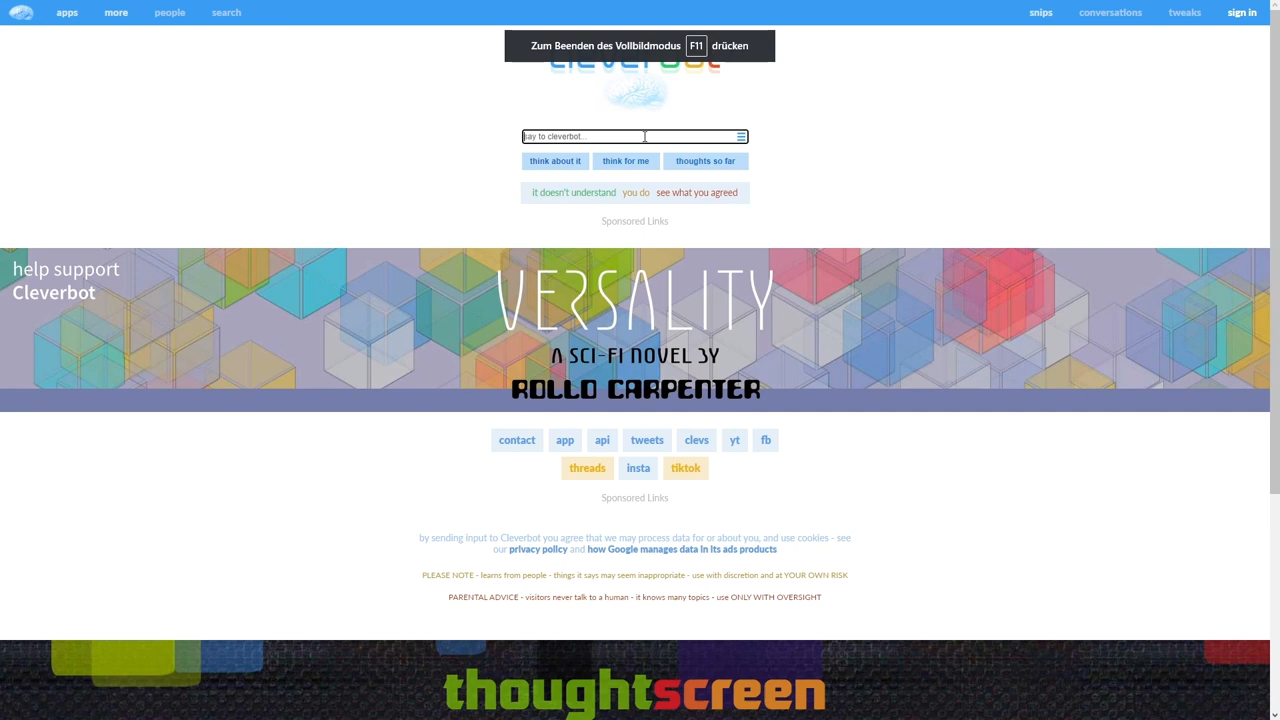 apps more people search snips conversations tweaks sign in
Zum Beenden des Vollbildmodus F11 drücken
cleverbot
say to cleverbot...
think about it think for me thoughts so far
it doesn't understand you do see what you agreed
Sponsored Links
help support
Cleverbot
VERSALITY
A SCI-FI NOVEL BY
ROLLO CARPENTER
contact app api tweets clevs yt fb
threads insta tiktok
Sponsored Links
by sending input to Cleverbot you agree that we may process data for or about you, and use cookies - see
our privacy policy and how Google manages data in its ads products
PLEASE NOTE - learns from people - things it says may seem inappropriate - use with discretion and at YOUR OWN RISK
PARENTAL ADVICE - visitors never talk to a human - it knows many topics - use ONLY WITH OVERSIGHT
thoughtscreen